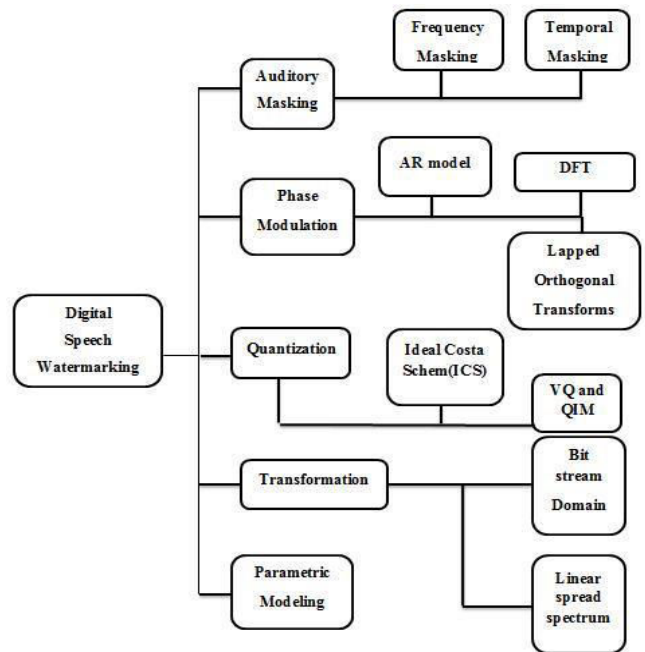 Frequency
Masking
Temporal
Masking
Auditory
Masking
AR model
DFT
Phase
Modulation
Lapped
Orthogonal
Transforms
Digital
Speech
Watermarking
Quantization
Ideal Costa
Schem(ICS)
VQ and
QIM
Transformation
Bit
stream
Domain
Parametric
Modeling
Linear
spread
spectrum